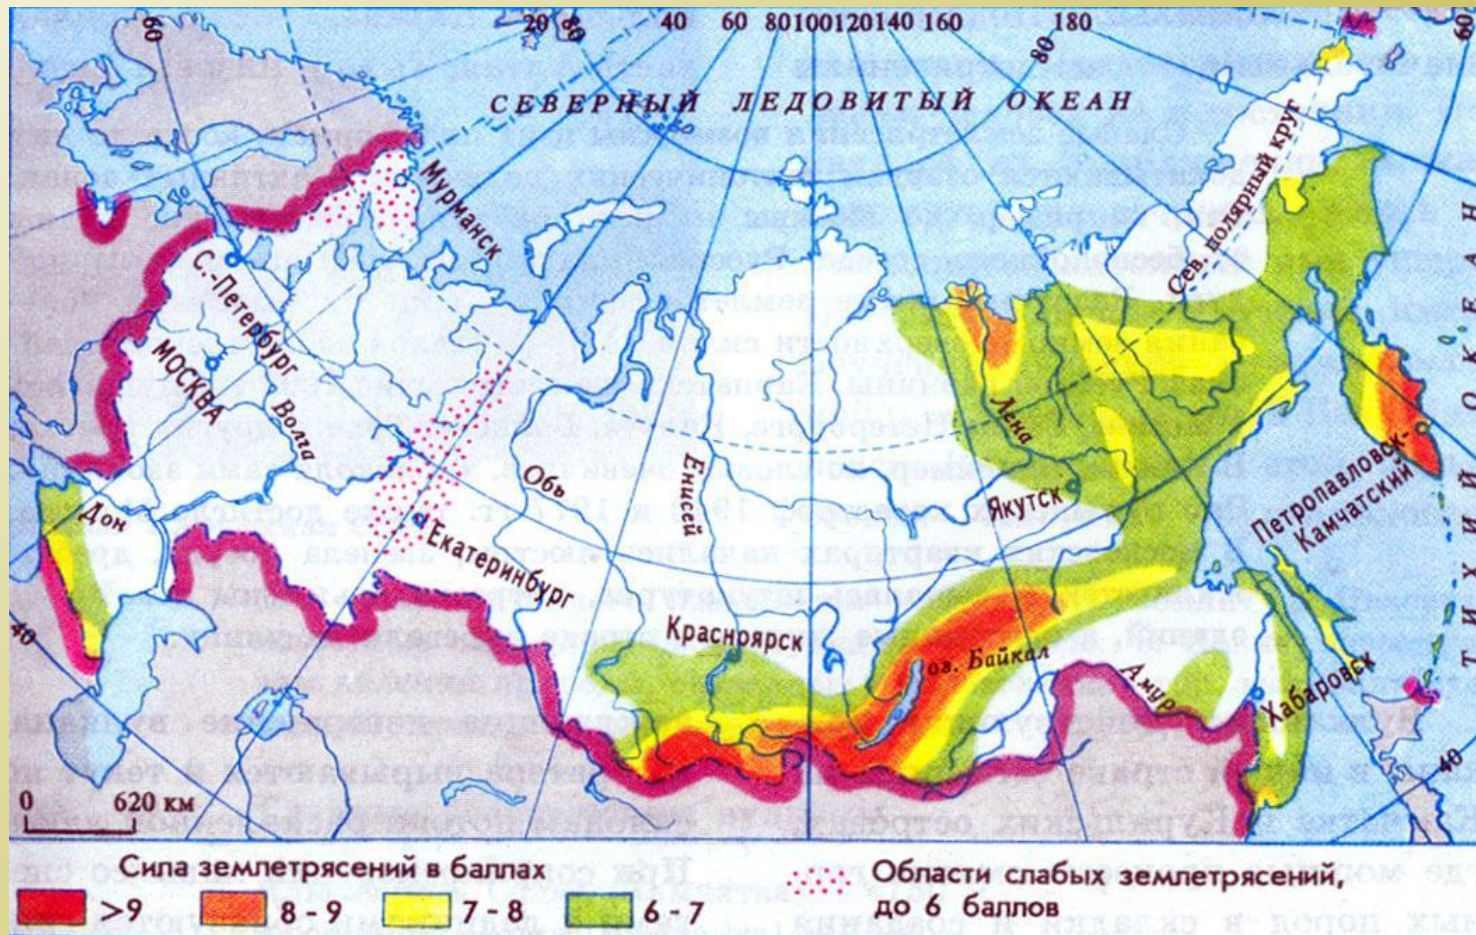 60 20 80 40 60 80 100 120 140 160 180 80 60
СЕВЕРНЫЙ ЛЕДОВИТЫЙ ОКЕАН
Сев. полярный круг
Мурманск
С.-Петербург
МОСКВА
Волга
Дон
Обь
Енисей
Лена
Якутск
Петропавловск-
Камчатский
ТИХИЙ ОКЕАН
Екатеринбург
Красноярск
оз. Байкал
Амур
Хабаровск
40
40
0 620 км
Сила землетрясений в баллах
>9 8-9 7-8 6-7
Области слабых землетрясений,
до 6 баллов